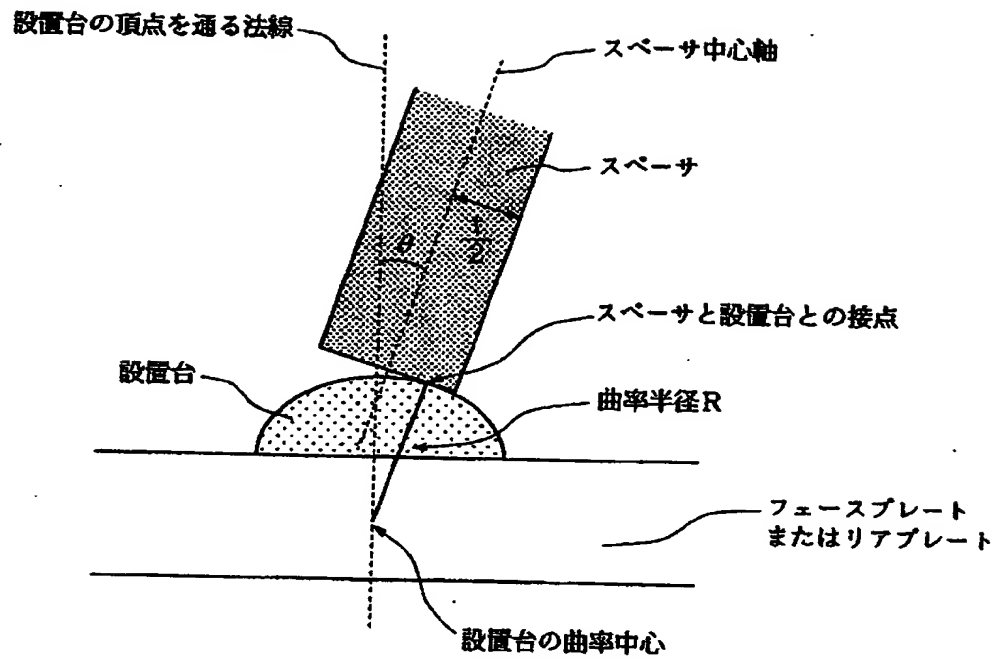 設置台の頂点を通る法線
スペーサ中心軸
スペーサ
t
2
θ
スペーサと設置台との接点
設置台
曲率半径R
フェースプレート
またはリアプレート
設置台の曲率中心